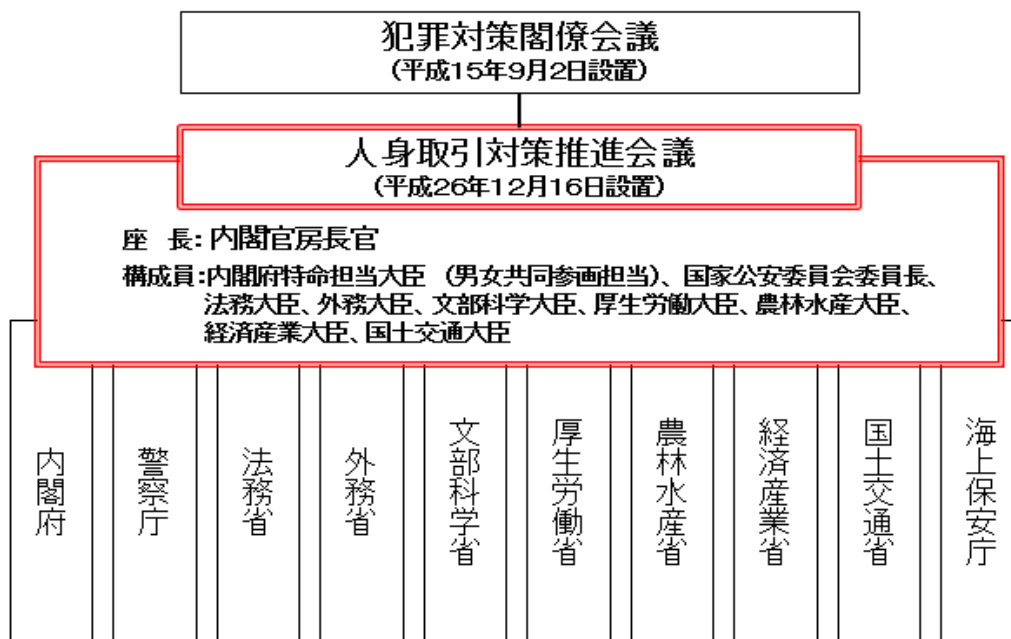 犯罪対策閣僚会議
(平成15年9月2日設置)
人身取引対策推進会議
(平成26年12月16日設置)
座 長：内閣官房長官
構成員：内閣府特命担当大臣 (男女共同参画担当)、国家公安委員会委員長、
法務大臣、外務大臣、文部科学大臣、厚生労働大臣、農林水産大臣、
経済産業大臣、国土交通大臣
内閣府
警察庁
法務省
外務省
文部科学省
厚生労働省
農林水産省
経済産業省
国土交通省
海上保安庁